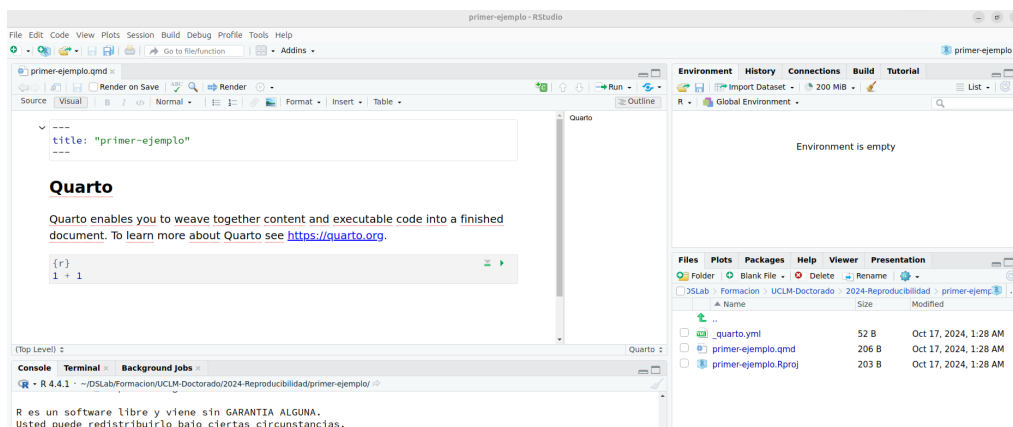 primer-ejemplo - RStudio
File Edit Code View Plots Session Build Debug Profile Tools Help
Go to file/function Addins
primer-ejemplo
primer-ejemplo.qmd
Render on Save ABC Render Run
Source Visual B I </> Normal Format Insert Table Outline
---
title: "primer-ejemplo"
---
Quarto
Quarto enables you to weave together content and executable code into a finished
document. To learn more about Quarto see https://quarto.org.
{r}
1 + 1
Quarto
(Top Level) Quarto
Console Terminal Background Jobs
R 4.4.1 · ~/DSLab/Formacion/UCLM-Doctorado/2024-Reproducibilidad/primer-ejemplo/
R es un software libre y viene sin GARANTIA ALGUNA.
Usted puede redistribuirlo bajo ciertas circunstancias.
Environment History Connections Build Tutorial
Import Dataset 200 MiB List
R Global Environment
Environment is empty
Files Plots Packages Help Viewer Presentation
Folder Blank File Delete Rename
DSLab > Formacion > UCLM-Doctorado > 2024-Reproducibilidad > primer-ejemp
Name Size Modified
..
_quarto.yml 52 B Oct 17, 2024, 1:28 AM
primer-ejemplo.qmd 206 B Oct 17, 2024, 1:28 AM
primer-ejemplo.Rproj 203 B Oct 17, 2024, 1:28 AM